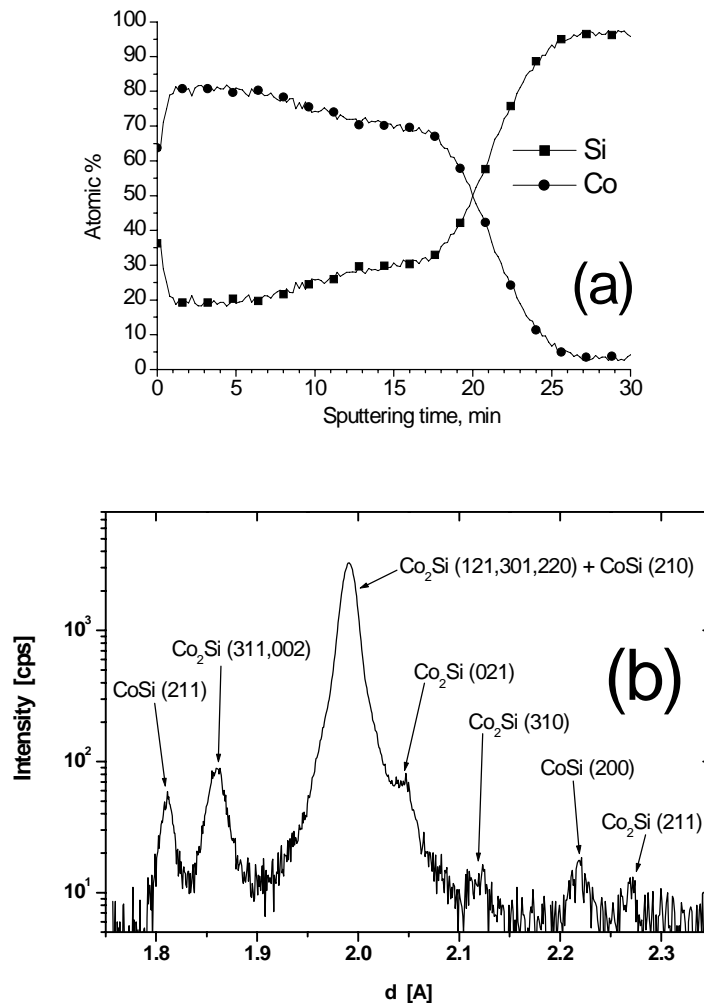 100
90
80
70
60
50
40
30
20
10
0
Atomic %
Si
Co
(a)
0 5 10 15 20 25 30
Sputtering time, min
Co₂Si (121,301,220) + CoSi (210)
Co₂Si (311,002)
CoSi (211)
Co₂Si (021)
(b)
Co₂Si (310)
CoSi (200)
Co₂Si (211)
10³
10²
10¹
Intensity [cps]
1.8 1.9 2.0 2.1 2.2 2.3
d [A]